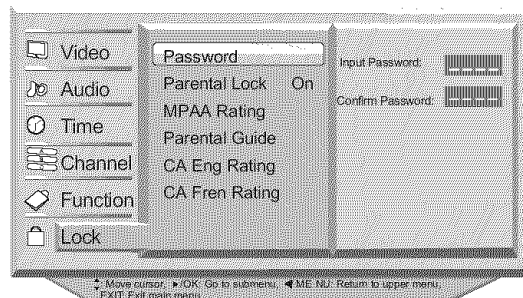 Video
Audio
Time
Channel
Function
Lock
Password
Parental Lock On
MPAA Rating
Parental Guide
CA Eng Rating
CA Fren Rating
Input Password:
Confirm Password:
: Move cursor, ►/OK: Go to submenu, ◄ ME NU: Return to upper menu,
EXIT: Exit main menu